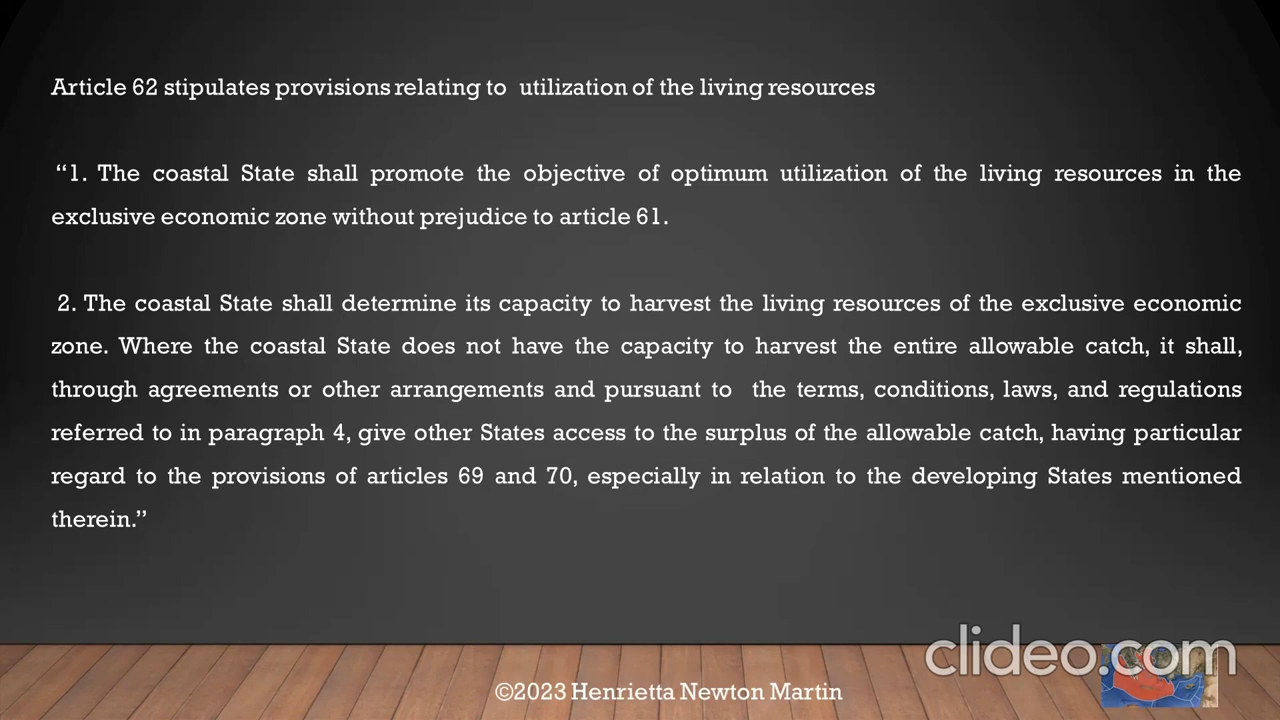 Article 62 stipulates provisions relating to utilization of the living resources
“1. The coastal State shall promote the objective of optimum utilization of the living resources in the
exclusive economic zone without prejudice to article 61.
2. The coastal State shall determine its capacity to harvest the living resources of the exclusive economic
zone. Where the coastal State does not have the capacity to harvest the entire allowable catch, it shall,
through agreements or other arrangements and pursuant to the terms, conditions, laws, and regulations
referred to in paragraph 4, give other States access to the surplus of the allowable catch, having particular
regard to the provisions of articles 69 and 70, especially in relation to the developing States mentioned
therein.”
clideo.com
©2023 Henrietta Newton Martin